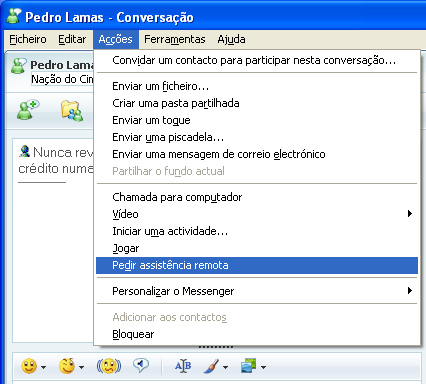 Pedro Lamas - Conversação
Ficheiro Editar Acções Ferramentas Ajuda
Pedro Lamas
Nação do Cin
Nunca rev
crédito numa
Convidar um contacto para participar nesta conversação...
Enviar um ficheiro...
Criar uma pasta partilhada
Enviar um toque
Enviar uma piscadela...
Enviar uma mensagem de correio electrónico
Partilhar o fundo actual
Chamada para computador
Vídeo
Iniciar uma actividade...
Jogar
Pedir assistência remota
Personalizar o Messenger
Adicionar aos contactos
Bloquear